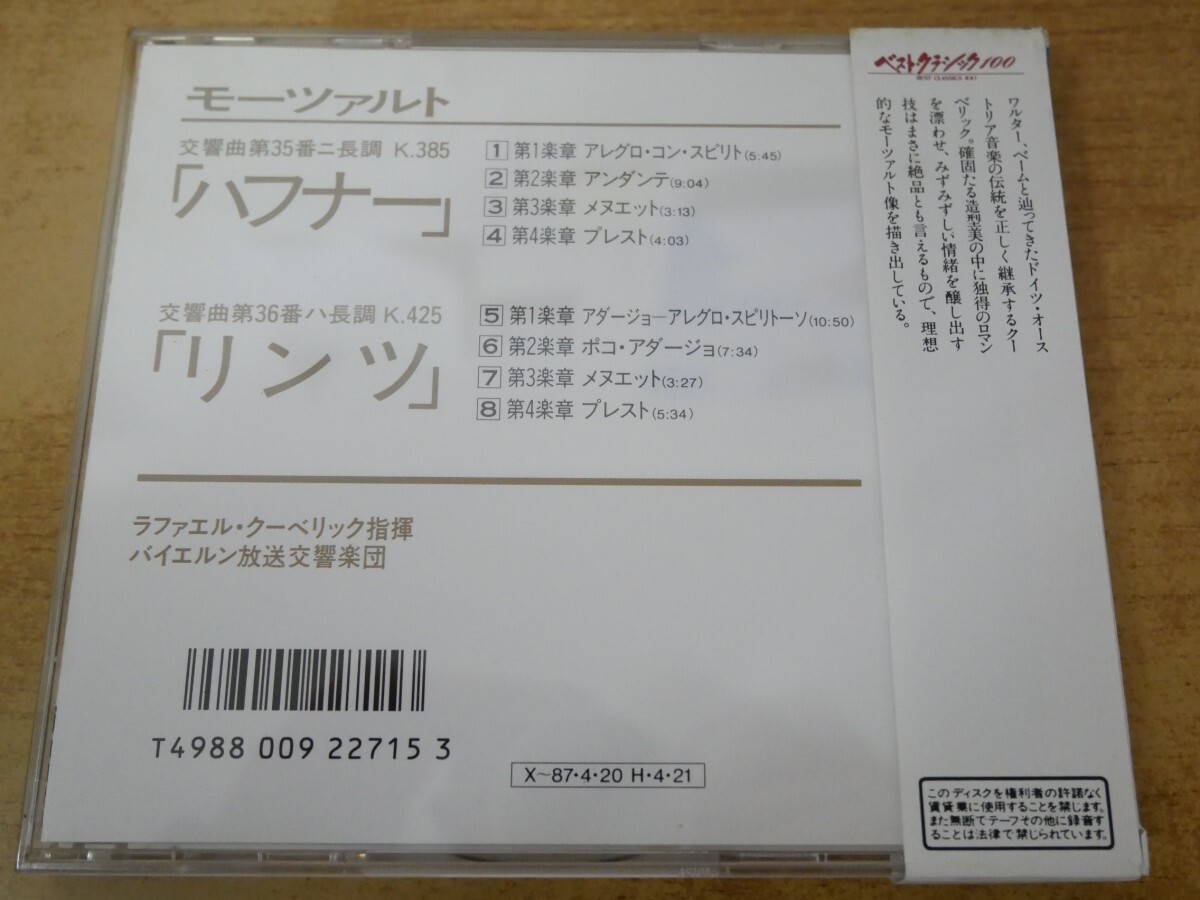 モーツァルト
交響曲第35番ニ長調 K.385
「ハフナー」
1 第1楽章 アレグロ・コン・スピリト(5:45)
2 第2楽章 アンダンテ(9:04)
3 第3楽章 メヌエット(3:13)
4 第4楽章 プレスト(4:03)
交響曲第36番ハ長調 K.425
「リンツ」
5 第1楽章 アダージョ―アレグロ・スピリトーソ(10:50)
6 第2楽章 ポコ・アダージョ(7:34)
7 第3楽章 メヌエット(3:27)
8 第4楽章 プレスト(5:34)
ラファエル・クーベリック指揮
バイエルン放送交響楽団
T4988 009 22715 3
X~87・4・20 H・4・21
ベストクラシック100
BEST CLASSICS
ワルター、ベームと辿ってきたドイツ・オース
トリア音楽の伝統を正しく継承するクー
ベリック。確固たる造型美の中に独得のロマン
を漂わせ、みずみずしい情緒を醸し出す
技はまさに絶品とも言えるもので、理想
的なモーツァルト像を描き出している。
このディスクを権利者の許諾なく
賃貸業に使用することを禁じます。
また無断でテープその他に録音す
ることは法律で禁じられています。